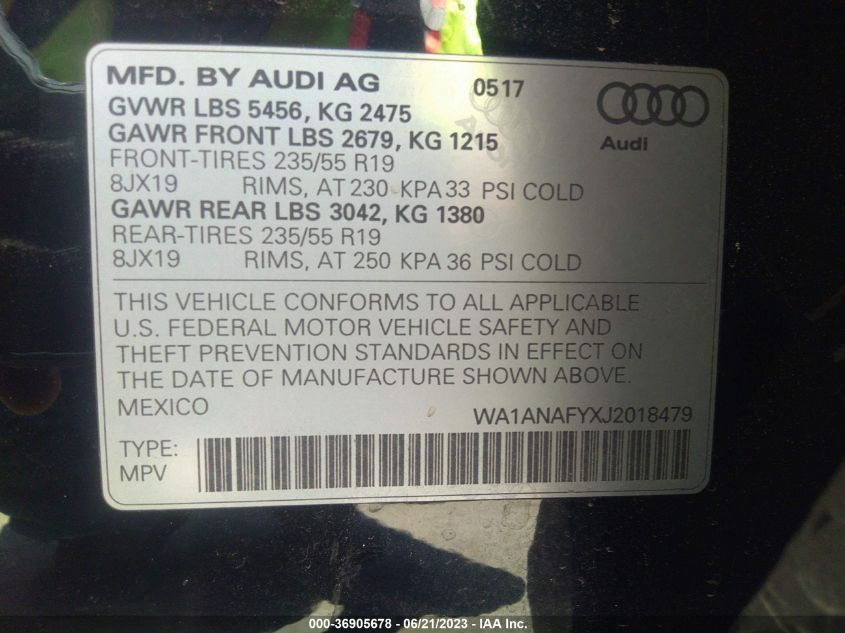 MFD. BY AUDI AG 0517
GVWR LBS 5456, KG 2475
GAWR FRONT LBS 2679, KG 1215
Audi
FRONT-TIRES 235/55 R19
8JX19 RIMS, AT 230 KPA 33 PSI COLD
GAWR REAR LBS 3042, KG 1380
REAR-TIRES 235/55 R19
8JX19 RIMS, AT 250 KPA 36 PSI COLD
THIS VEHICLE CONFORMS TO ALL APPLICABLE
U.S. FEDERAL MOTOR VEHICLE SAFETY AND
THEFT PREVENTION STANDARDS IN EFFECT ON
THE DATE OF MANUFACTURE SHOWN ABOVE.
MEXICO WA1ANAFYXJ2018479
TYPE:
MPV
000-36905678 - 06/21/2023 - IAA Inc.